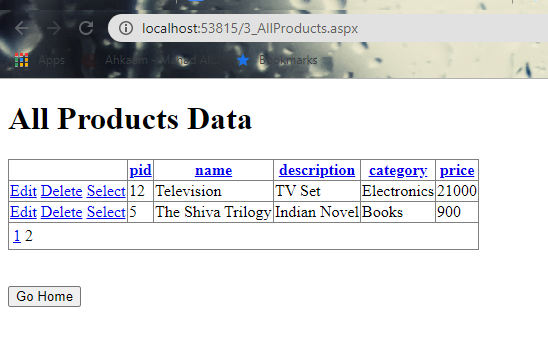 localhost:53815/3_AllProducts.aspx
Apps Ahkaam - Mahad Al... Bookmarks
All Products Data
pid name description category price
Edit Delete Select 12 Television TV Set Electronics 21000
Edit Delete Select 5 The Shiva Trilogy Indian Novel Books 900
1 2
Go Home